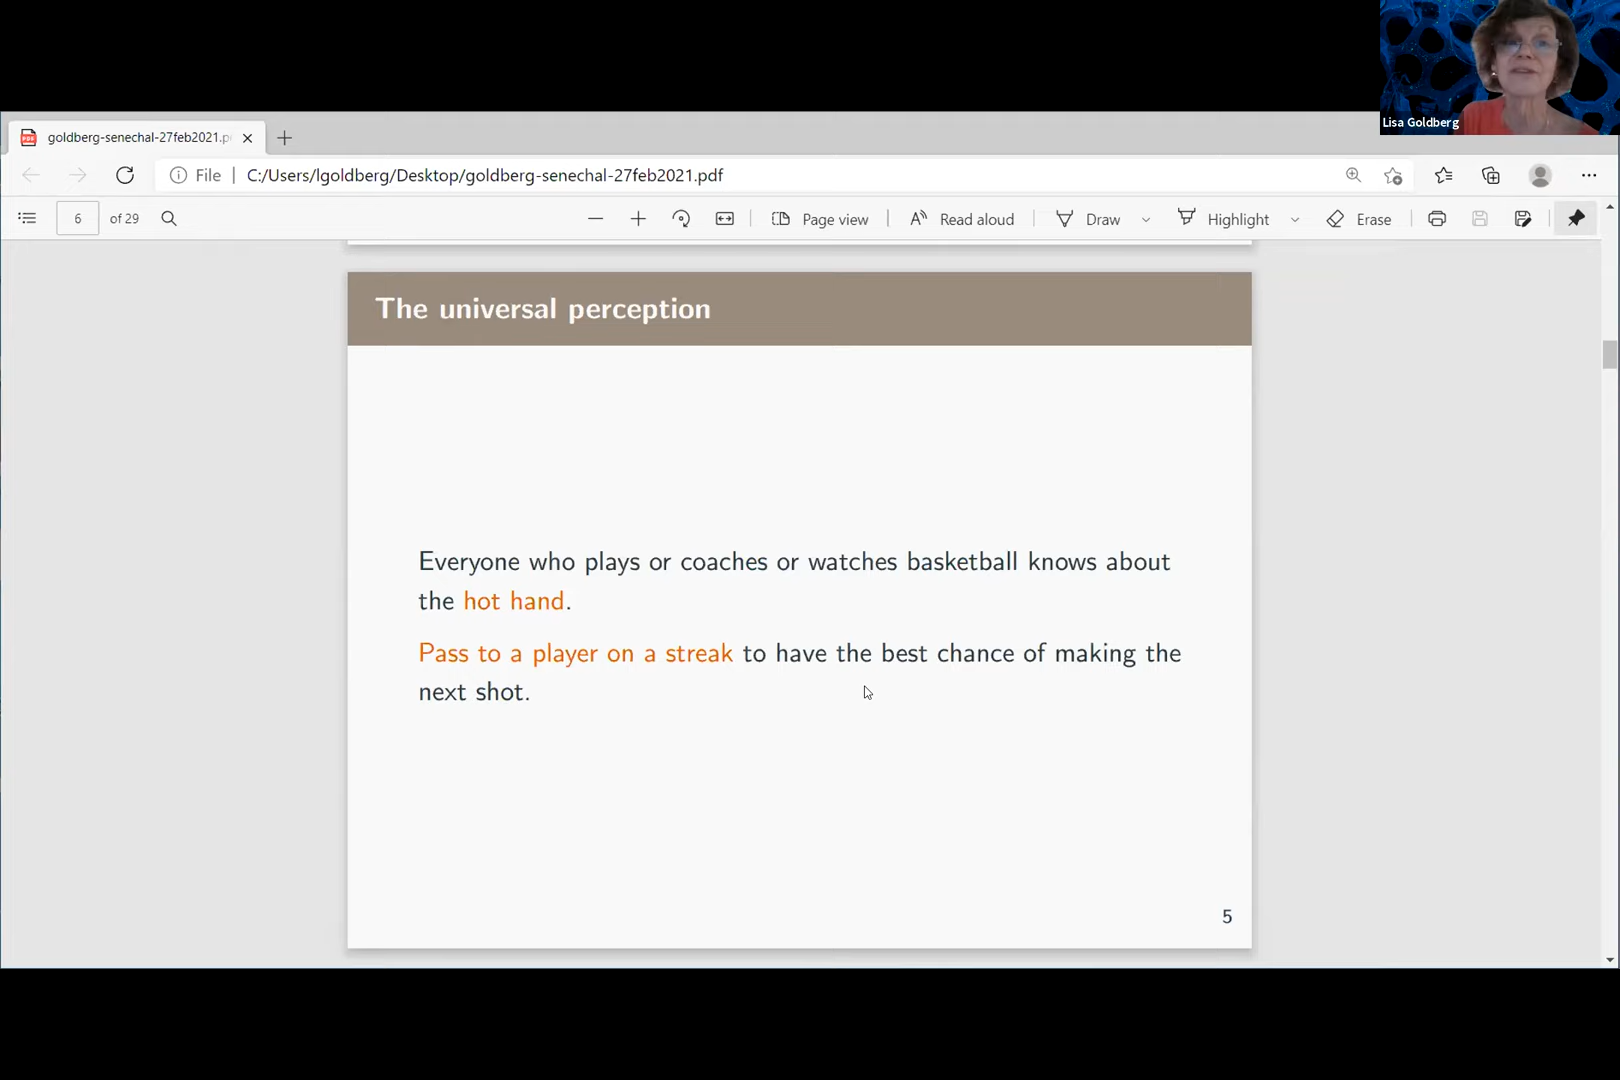 Lisa Goldberg
goldberg-senechal-27feb2021.p
File C:/Users/lgoldberg/Desktop/goldberg-senechal-27feb2021.pdf
6 of 29 Page view Read aloud Draw Highlight Erase
The universal perception
Everyone who plays or coaches or watches basketball knows about
the hot hand.
Pass to a player on a streak to have the best chance of making the
next shot.
5